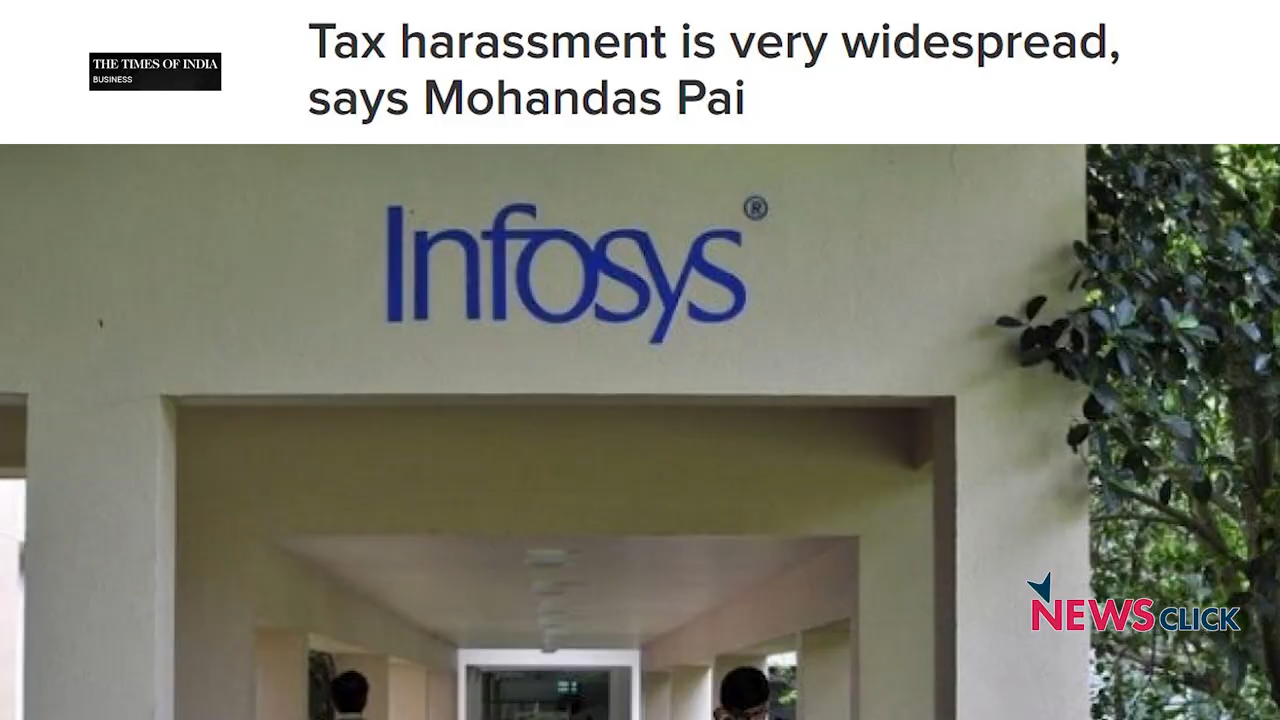 Tax harassment is very widespread,
THE TIMES OF INDIA
BUSINESS
says Mohandas Pai
Infosys®
NEWSCLICK